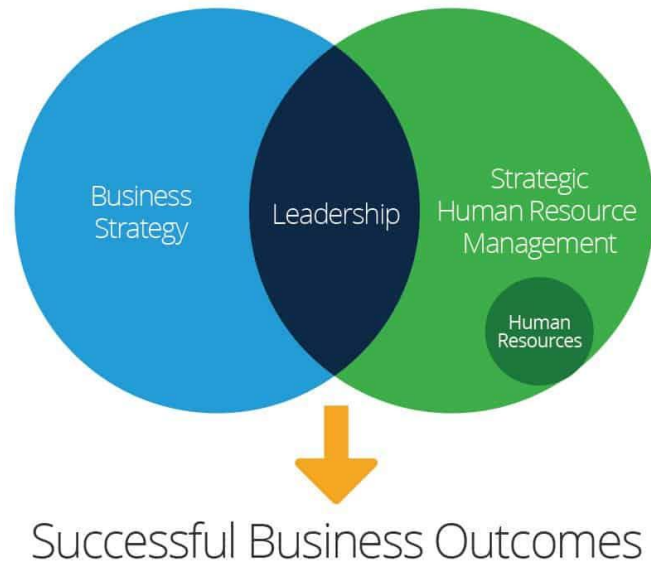 Business
Strategy
Leadership
Strategic
Human Resource
Management
Human
Resources
Successful Business Outcomes